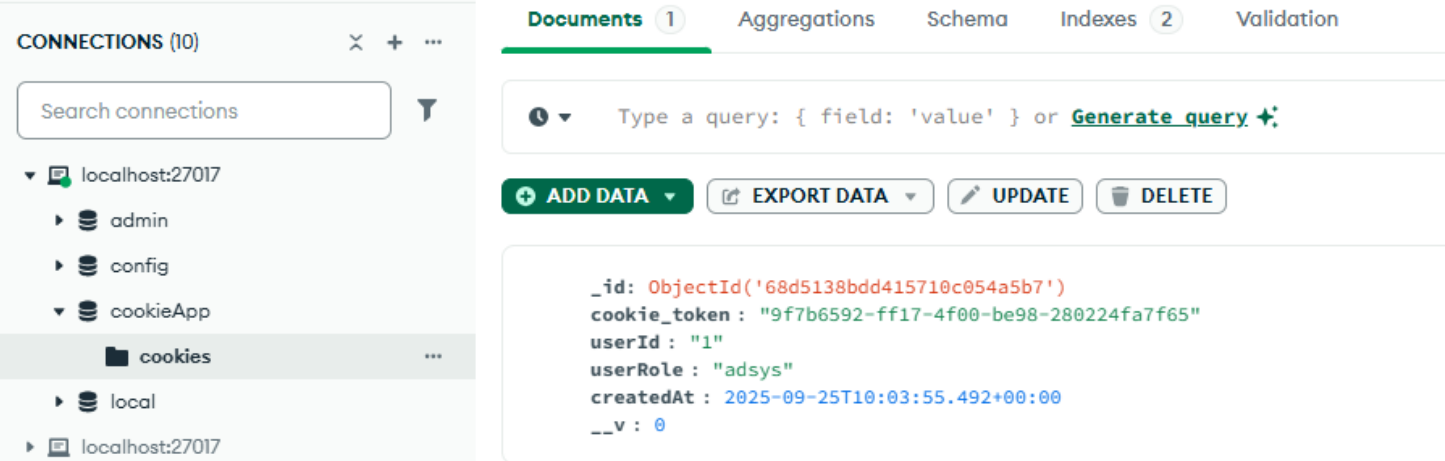 CONNECTIONS (10)
Search connections
localhost:27017
admin
config
cookieApp
cookies
local
localhost:27017
Documents 1 Aggregations Schema Indexes 2 Validation
Type a query: { field: 'value' } or Generate query
ADD DATA EXPORT DATA UPDATE DELETE
_id: ObjectId('68d5138bdd415710c054a5b7')
cookie_token : "9f7b6592-ff17-4f00-be98-280224fa7f65"
userId : "1"
userRole : "adsys"
createdAt : 2025-09-25T10:03:55.492+00:00
__v : 0